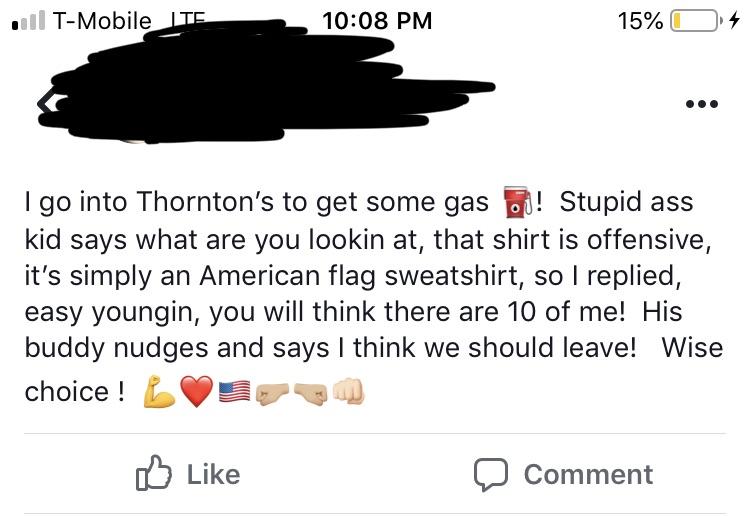 T-Mobile LTE 10:08 PM 15%
I go into Thornton’s to get some gas ⛽! Stupid ass
kid says what are you lookin at, that shirt is offensive,
it’s simply an American flag sweatshirt, so I replied,
easy youngin, you will think there are 10 of me! His
buddy nudges and says I think we should leave! Wise
choice ! 💪❤️🇺🇸🤛🏼🤜🏼👊🏻
Like Comment